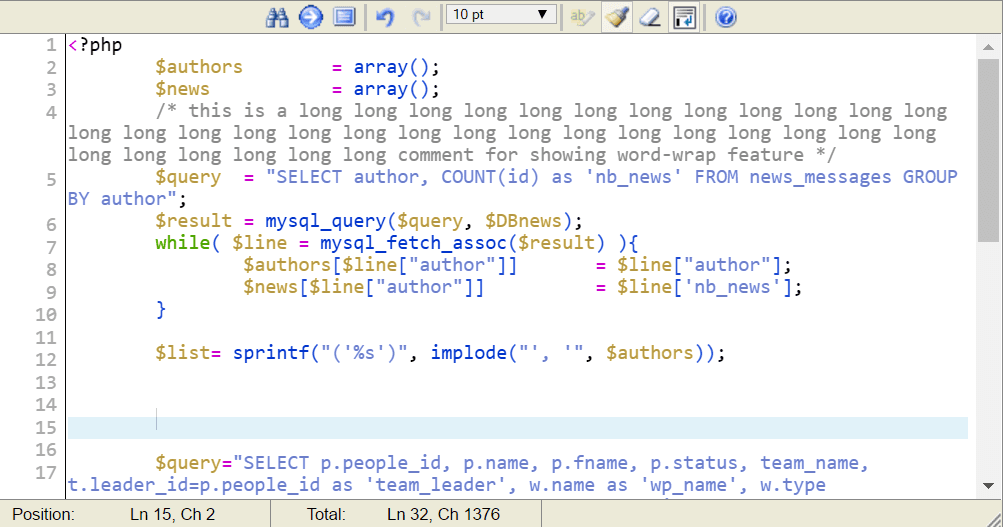 10 pt
1 <?php
2 $authors = array();
3 $news = array();
4 /* this is a long long long long long long long long long long long long
long long long long long long long long long long long long long long long long
long long long long long long comment for showing word-wrap feature */
5 $query = "SELECT author, COUNT(id) as 'nb_news' FROM news_messages GROUP
BY author";
6 $result = mysql_query($query, $DBnews);
7 while( $line = mysql_fetch_assoc($result) ){
8 $authors[$line["author"]] = $line["author"];
9 $news[$line["author"]] = $line['nb_news'];
10 }
11
12 $list= sprintf("('%s')", implode("', '", $authors));
13
14
15
16
17 $query="SELECT p.people_id, p.name, p.fname, p.status, team_name,
t.leader_id=p.people_id as 'team_leader', w.name as 'wp_name', w.type
Position: Ln 15, Ch 2 Total: Ln 32, Ch 1376